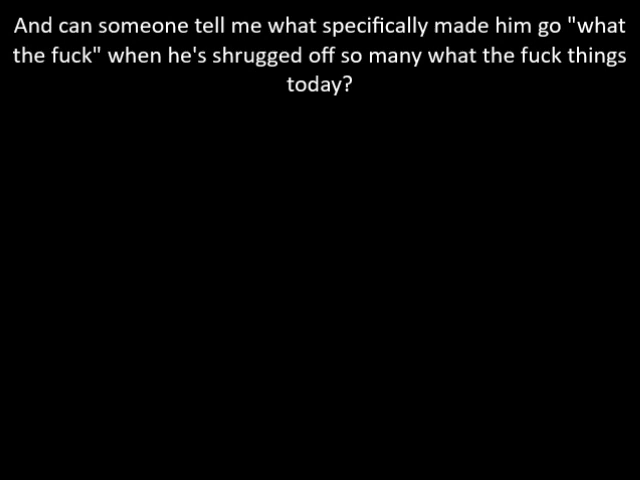 And can someone tell me what specifically made him go "what
the fuck" when he's shrugged off so many what the fuck things
today?